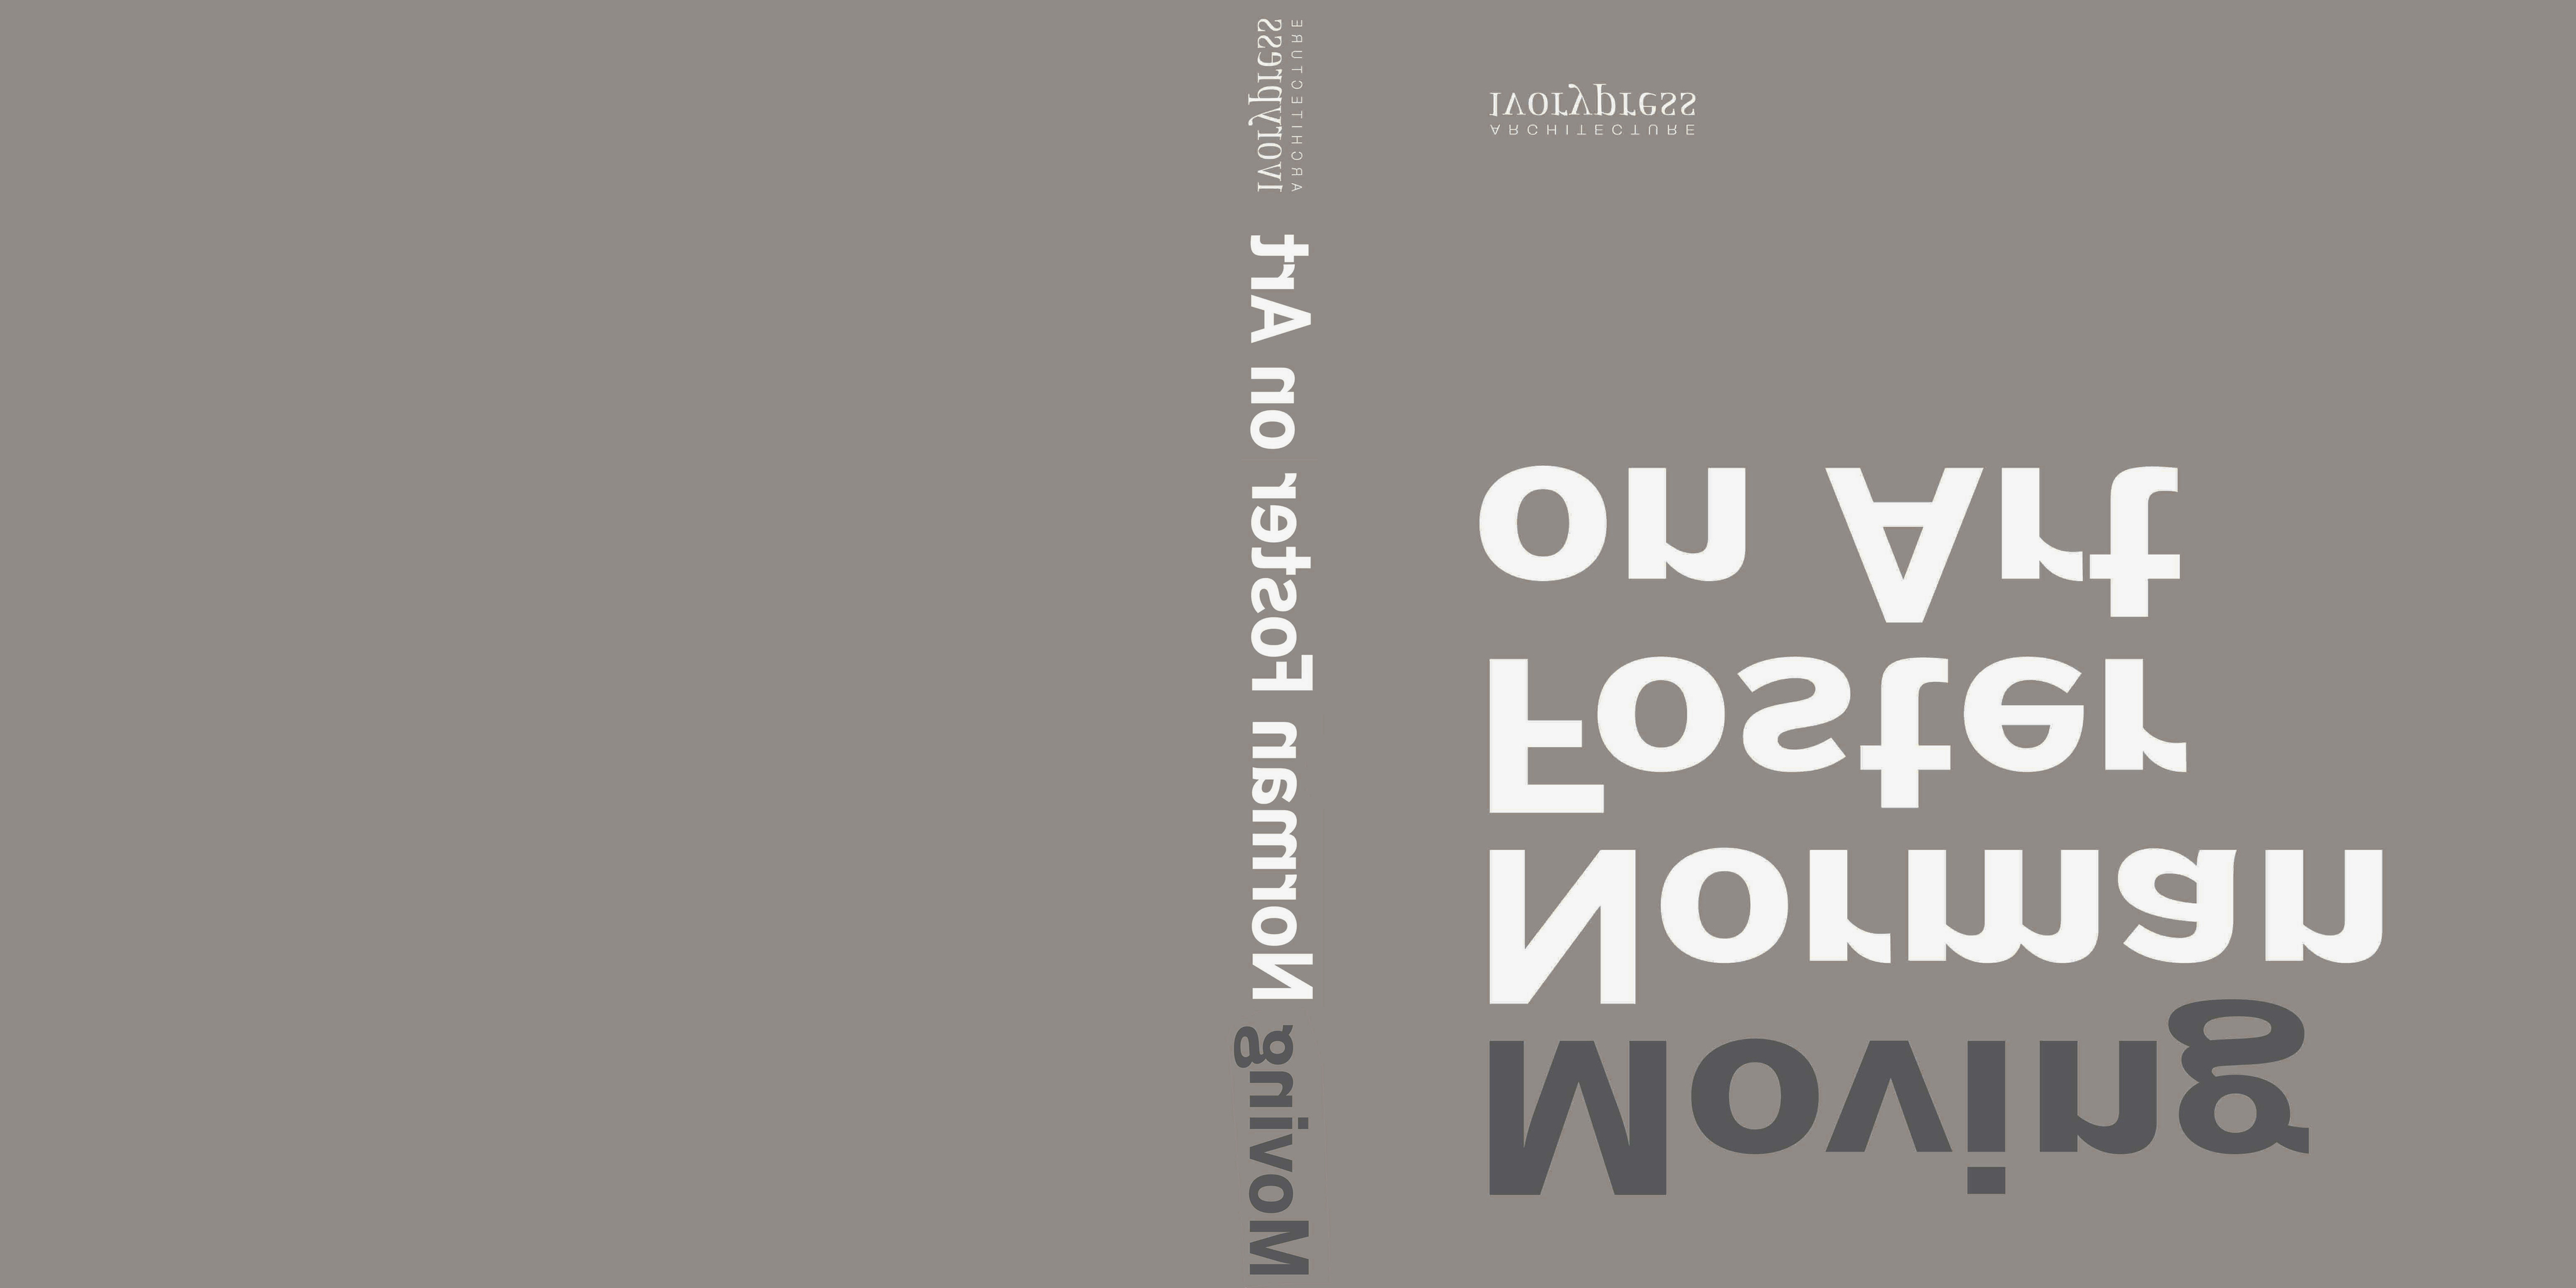 Moving
Norman
Foster
on Art
ivorypress
ARCHITECTURE
Moving Norman Foster on Art
ivorypress
ARCHITECTURE